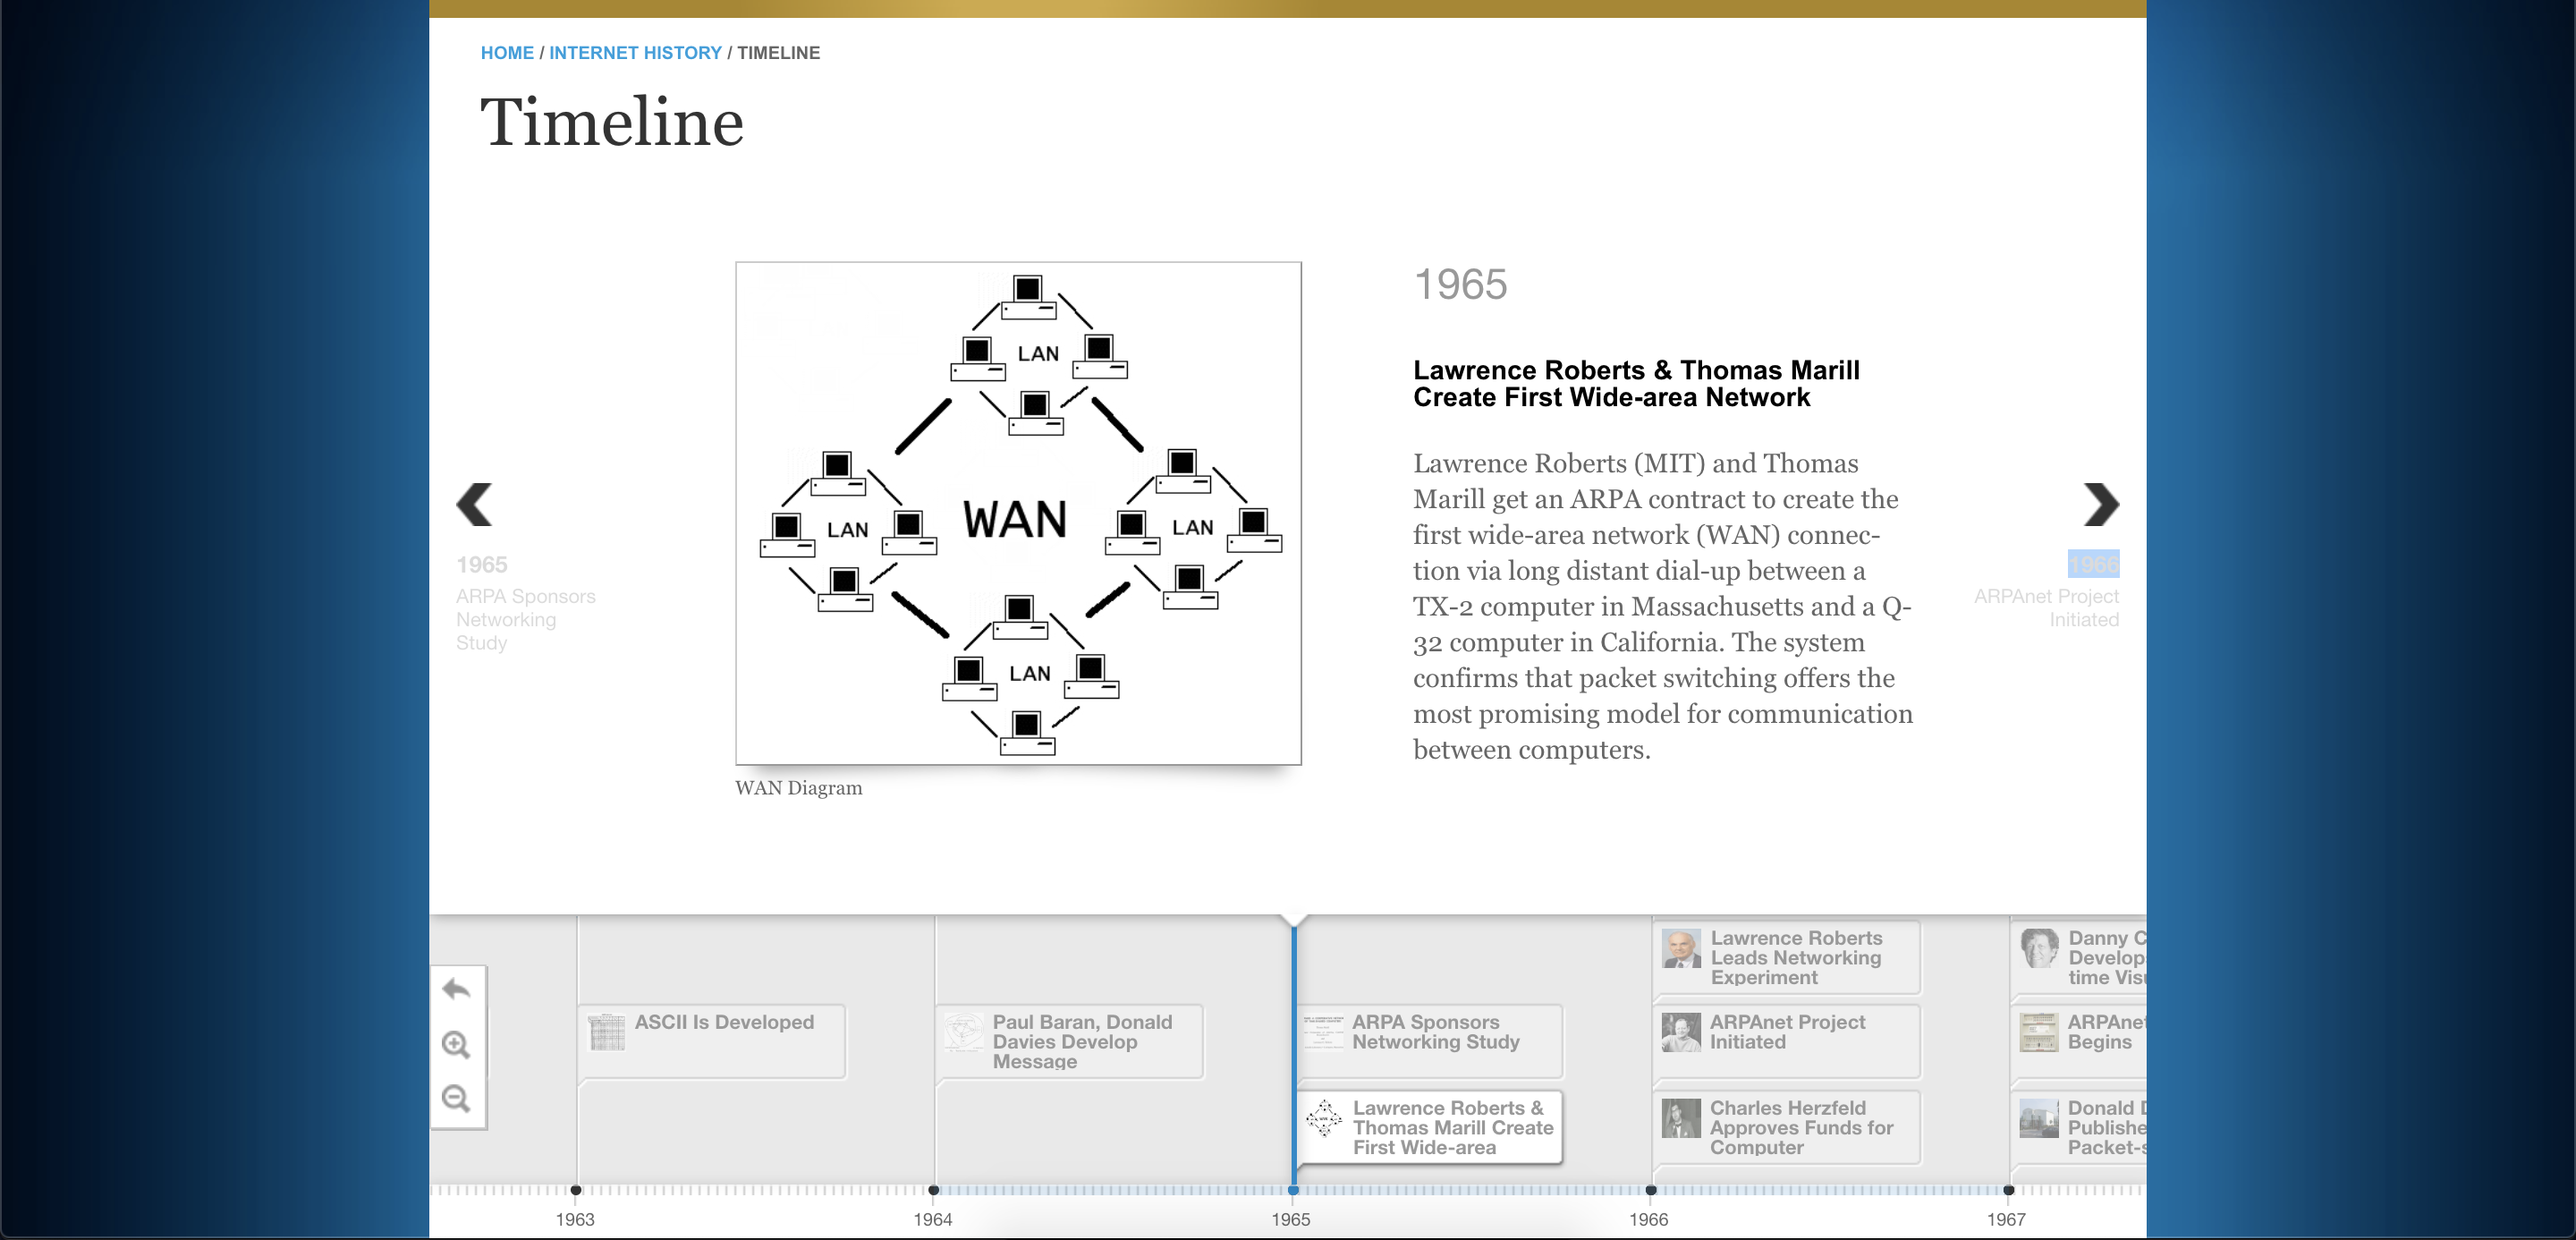 HOME / INTERNET HISTORY / TIMELINE
Timeline
LAN
LAN
WAN
LAN
LAN
WAN Diagram
1965
Lawrence Roberts & Thomas Marill
Create First Wide-area Network
Lawrence Roberts (MIT) and Thomas
Marill get an ARPA contract to create the
first wide-area network (WAN) connec-
tion via long distant dial-up between a
TX-2 computer in Massachusetts and a Q-
32 computer in California. The system
confirms that packet switching offers the
most promising model for communication
between computers.
1965
ARPA Sponsors
Networking
Study
1966
ARPAnet Project
Initiated
ASCII Is Developed
Paul Baran, Donald
Davies Develop
Message
ARPA Sponsors
Networking Study
Lawrence Roberts &
Thomas Marill Create
First Wide-area
Lawrence Roberts
Leads Networking
Experiment
ARPAnet Project
Initiated
Charles Herzfeld
Approves Funds for
Computer
Danny C
Develop
time Vis
ARPAnet
Begins
Donald D
Publishe
Packet-s
1963
1964
1965
1966
1967